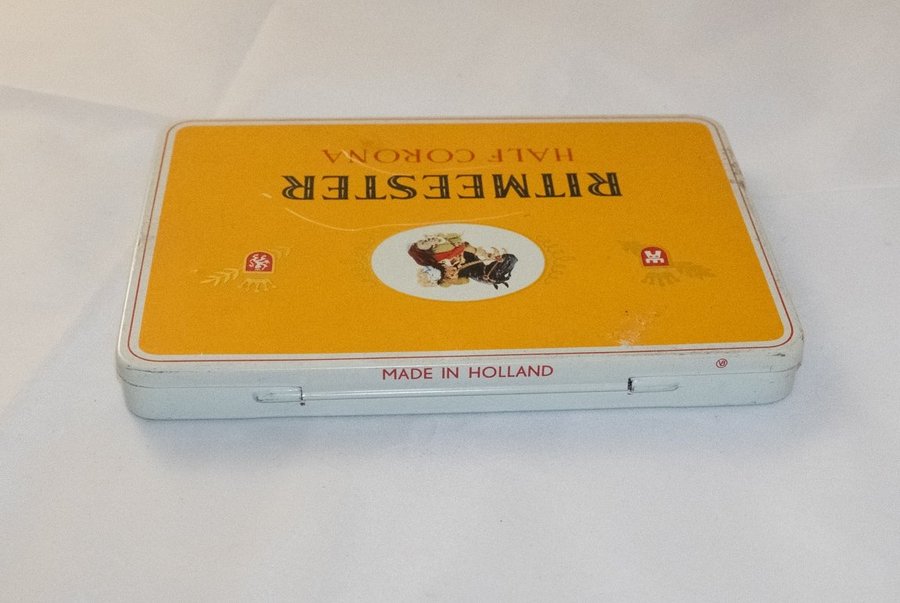 RITMEESTER
HALF CORONA
MADE IN HOLLAND